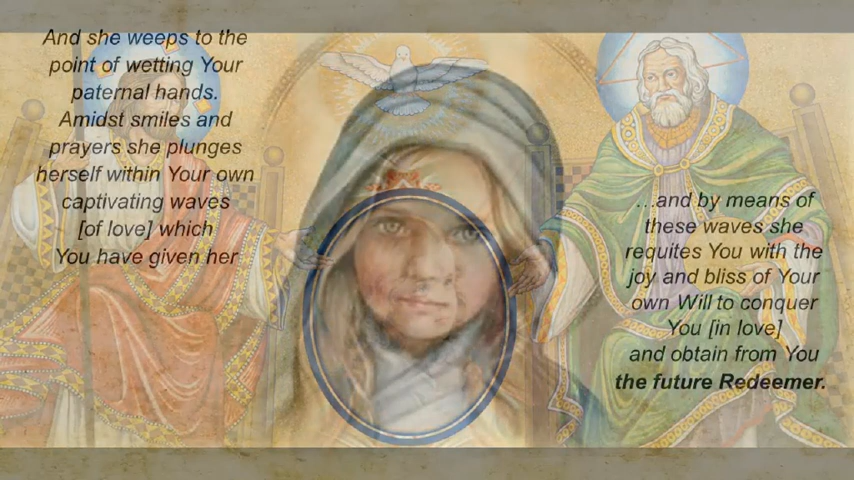 And she weeps to the
point of wetting Your
paternal hands.
Amidst smiles and
prayers she plunges
herself within Your own
captivating waves
[of love] which
You have given her
...and by means of
these waves she
requites You with the
joy and bliss of Your
own Will to conquer
You [in love]
and obtain from You
the future Redeemer.